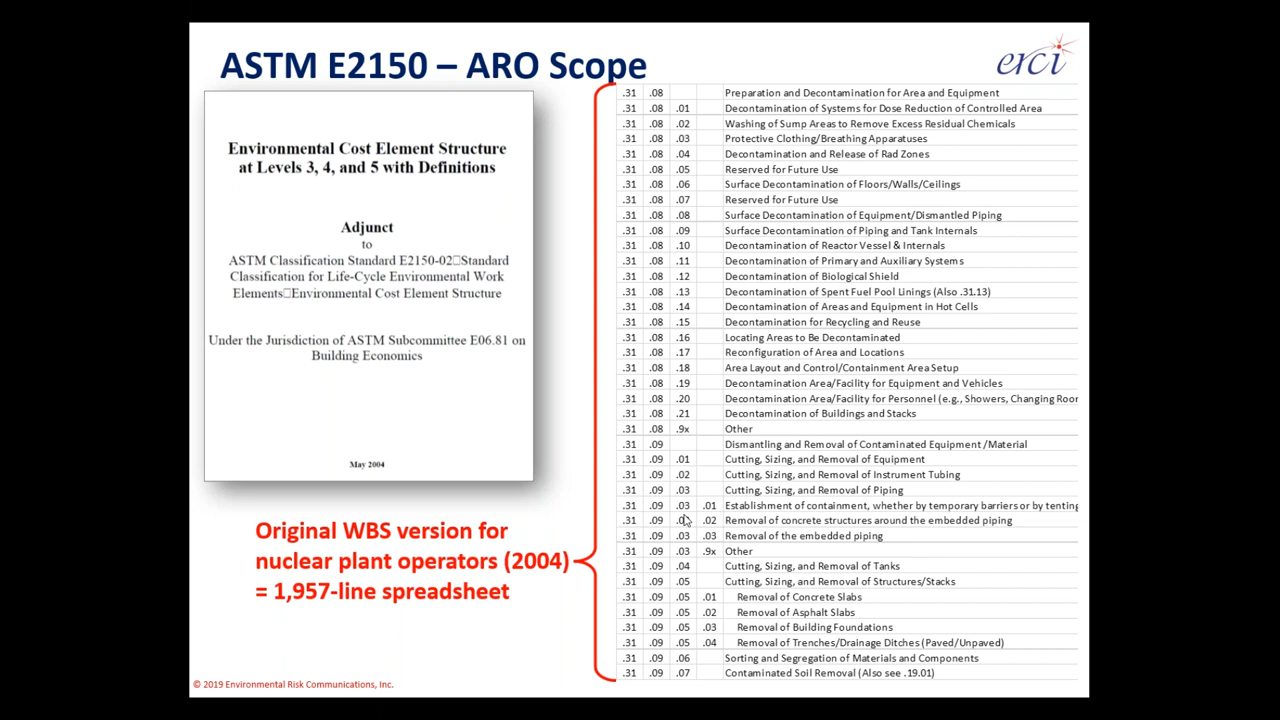 ASTM E2150 – ARO Scope
erci
Environmental Cost Element Structure
at Levels 3, 4, and 5 with Definitions
Adjunct
to
ASTM Classification Standard E2150-02□Standard
Classification for Life-Cycle Environmental Work
Elements□Environmental Cost Element Structure
Under the Jurisdiction of ASTM Subcommittee E06.81 on
Building Economics
May 2004
Original WBS version for
nuclear plant operators (2004)
= 1,957-line spreadsheet
.31 .08 Preparation and Decontamination for Area and Equipment
.31 .08 .01 Decontamination of Systems for Dose Reduction of Controlled Area
.31 .08 .02 Washing of Sump Areas to Remove Excess Residual Chemicals
.31 .08 .03 Protective Clothing/Breathing Apparatuses
.31 .08 .04 Decontamination and Release of Rad Zones
.31 .08 .05 Reserved for Future Use
.31 .08 .06 Surface Decontamination of Floors/Walls/Ceilings
.31 .08 .07 Reserved for Future Use
.31 .08 .08 Surface Decontamination of Equipment/Dismantled Piping
.31 .08 .09 Surface Decontamination of Piping and Tank Internals
.31 .08 .10 Decontamination of Reactor Vessel & Internals
.31 .08 .11 Decontamination of Primary and Auxiliary Systems
.31 .08 .12 Decontamination of Biological Shield
.31 .08 .13 Decontamination of Spent Fuel Pool Linings (Also .31.13)
.31 .08 .14 Decontamination of Areas and Equipment in Hot Cells
.31 .08 .15 Decontamination for Recycling and Reuse
.31 .08 .16 Locating Areas to Be Decontaminated
.31 .08 .17 Reconfiguration of Area and Locations
.31 .08 .18 Area Layout and Control/Containment Area Setup
.31 .08 .19 Decontamination Area/Facility for Equipment and Vehicles
.31 .08 .20 Decontamination Area/Facility for Personnel (e.g., Showers, Changing Roor
.31 .08 .21 Decontamination of Buildings and Stacks
.31 .08 .9x Other
.31 .09 Dismantling and Removal of Contaminated Equipment /Material
.31 .09 .01 Cutting, Sizing, and Removal of Equipment
.31 .09 .02 Cutting, Sizing, and Removal of Instrument Tubing
.31 .09 .03 Cutting, Sizing, and Removal of Piping
.31 .09 .03 .01 Establishment of containment, whether by temporary barriers or by tenting
.31 .09 .02 Removal of concrete structures around the embedded piping
.31 .09 .03 .03 Removal of the embedded piping
.31 .09 .03 .9x Other
.31 .09 .04 Cutting, Sizing, and Removal of Tanks
.31 .09 .05 Cutting, Sizing, and Removal of Structures/Stacks
.31 .09 .05 .01 Removal of Concrete Slabs
.31 .09 .05 .02 Removal of Asphalt Slabs
.31 .09 .05 .03 Removal of Building Foundations
.31 .09 .05 .04 Removal of Trenches/Drainage Ditches (Paved/Unpaved)
.31 .09 .06 Sorting and Segregation of Materials and Components
.31 .09 .07 Contaminated Soil Removal (Also see .19.01)
© 2019 Environmental Risk Communications, Inc.